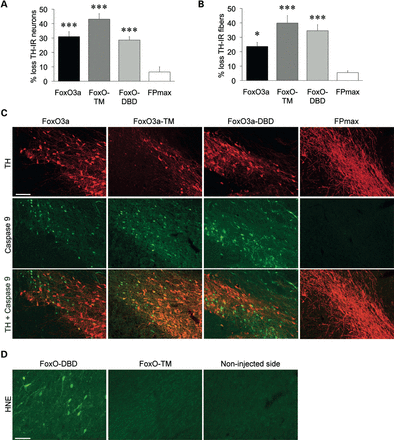 A
% loss TH-IR neurons
50
40
30
20
10
0
***
***
***
FoxO3a
FoxO-
TM
FoxO-
DBD
FPmax
B
% loss TH-IR fibers
50
40
30
20
10
0
*
***
***
FoxO3a
FoxO-
TM
FoxO-
DBD
FPmax
C
FoxO3a
FoxO3a-TM
FoxO3a-DBD
FPmax
TH
Caspase 9
TH + Caspase 9
D
FoxO-DBD
FoxO-TM
Non-injected side
HNE